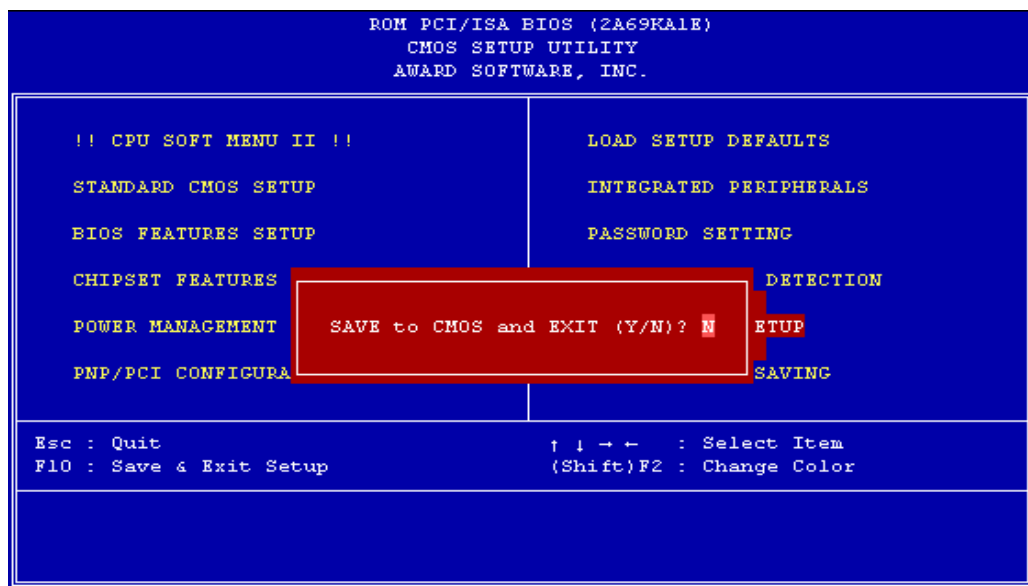 ROM PCI/ISA BIOS (2A69KA1E)
CMOS SETUP UTILITY
AWARD SOFTWARE, INC.
!! CPU SOFT MENU II !!
STANDARD CMOS SETUP
BIOS FEATURES SETUP
CHIPSET FEATURES
POWER MANAGEMENT
PNP/PCI CONFIGURA
LOAD SETUP DEFAULTS
INTEGRATED PERIPHERALS
PASSWORD SETTING
DETECTION
ETUP
SAVING
SAVE to CMOS and EXIT (Y/N)? N
Esc : Quit
F10 : Save & Exit Setup
↑ ↓ → ← : Select Item
(Shift)F2 : Change Color